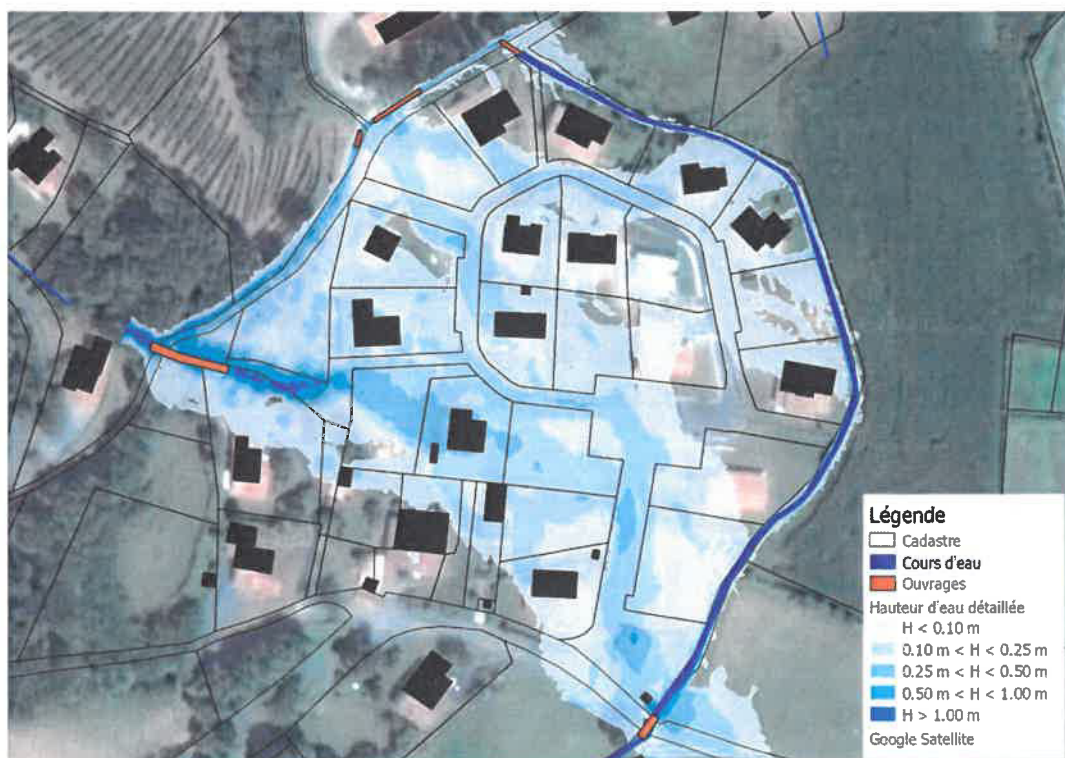 Légende
Cadastre
Cours d'eau
Ouvrages
Hauteur d'eau détaillée
H < 0.10 m
0.10 m < H < 0.25 m
0.25 m < H < 0.50 m
0.50 m < H < 1.00 m
H > 1.00 m
Google Satellite